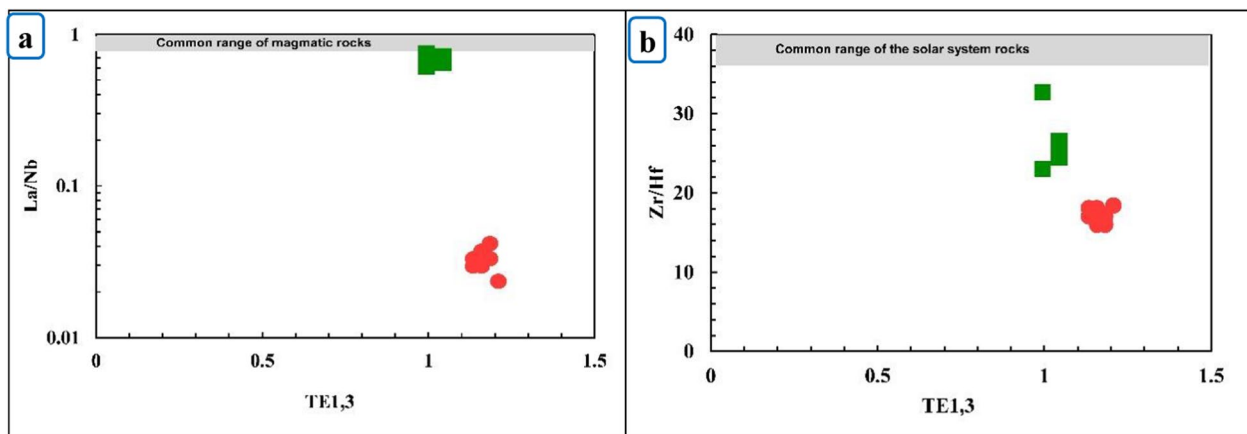 a
Common range of magmatic rocks
1
0.1
0.01
La/Nb
0
0.5
1
1.5
TE1,3
b
Common range of the solar system rocks
40
30
20
10
0
Zr/Hf
0
0.5
1
1.5
TE1,3